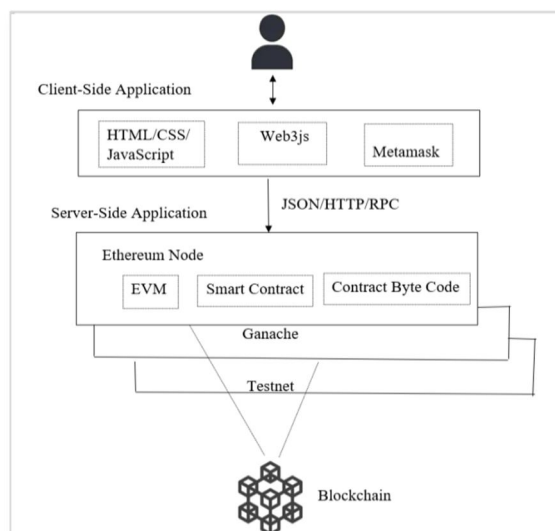 Client-Side Application
HTML/CSS/
JavaScript
Web3js
Metamask
JSON/HTTP/RPC
Server-Side Application
Ethereum Node
EVM
Smart Contract
Contract Byte Code
Ganache
Testnet
Blockchain